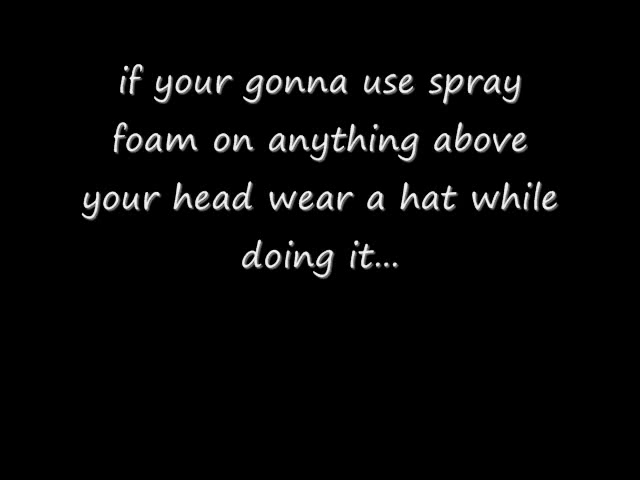 if your gonna use spray
foam on anything above
your head wear a hat while
doing it...